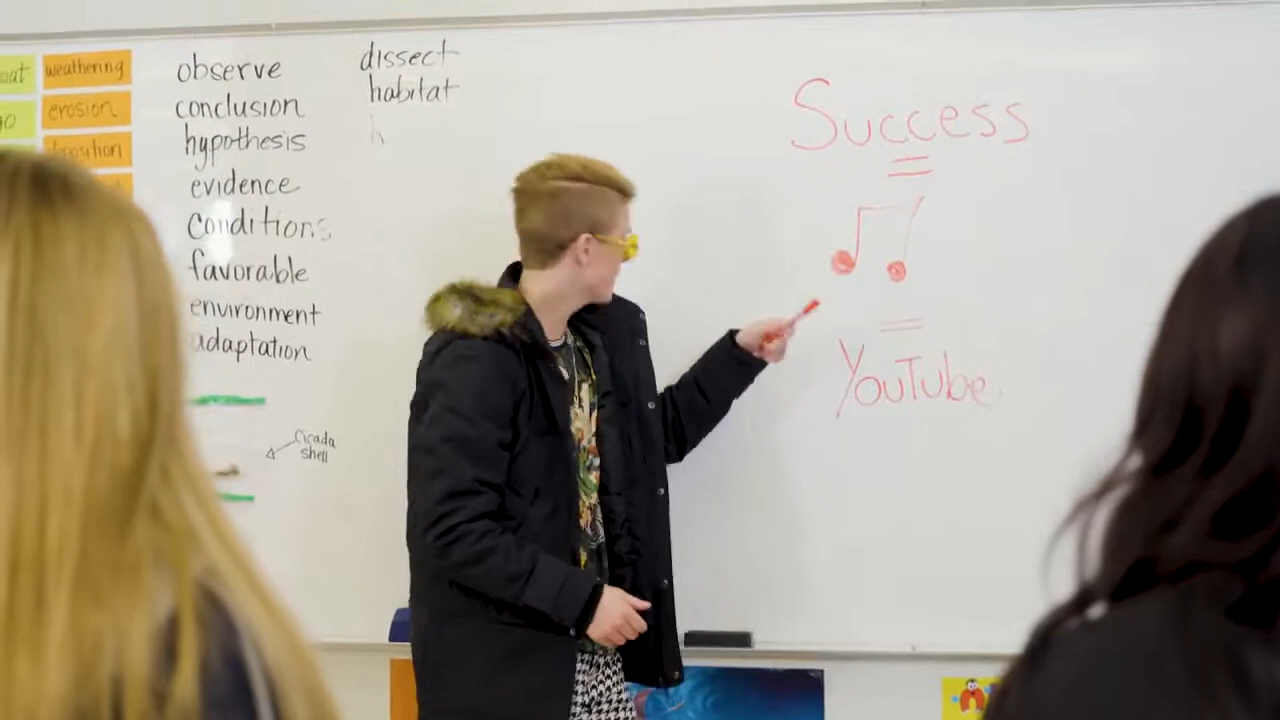 weathering
erosion
observe
conclusion
hypothesis
evidence
conditions
favorable
environment
adaptation
Cicada
shell
dissect
habitat
h
Success
=
=
YouTube